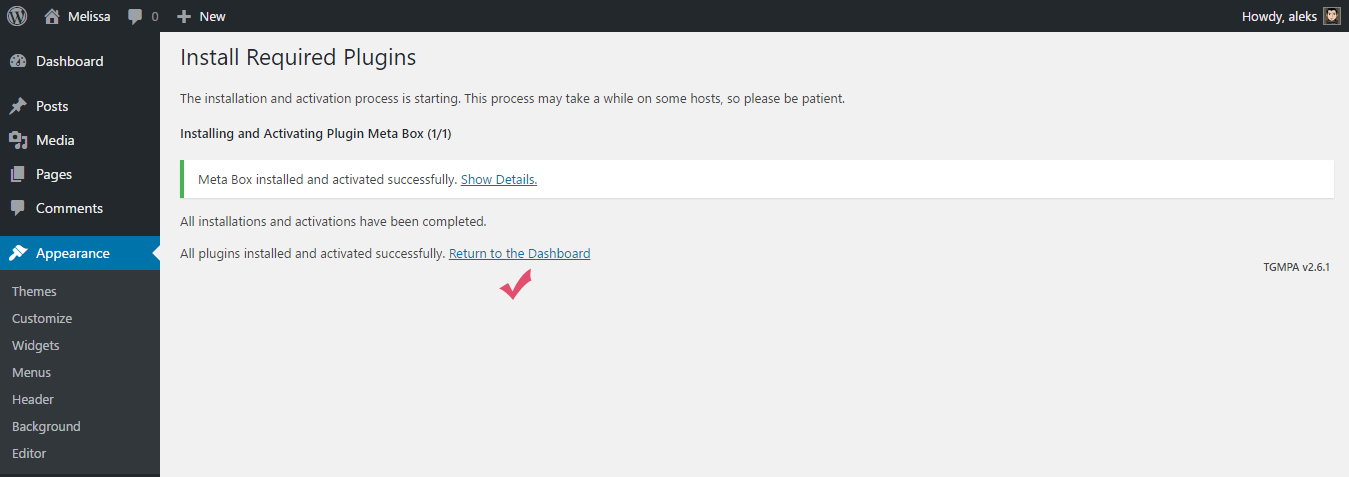 Melissa 0 New Howdy, aleks
Dashboard
Posts
Media
Pages
Comments
Appearance
Themes
Customize
Widgets
Menus
Header
Background
Editor
Install Required Plugins
The installation and activation process is starting. This process may take a while on some hosts, so please be patient.
Installing and Activating Plugin Meta Box (1/1)
Meta Box installed and activated successfully. Show Details.
All installations and activations have been completed.
All plugins installed and activated successfully. Return to the Dashboard
TGMPA v2.6.1